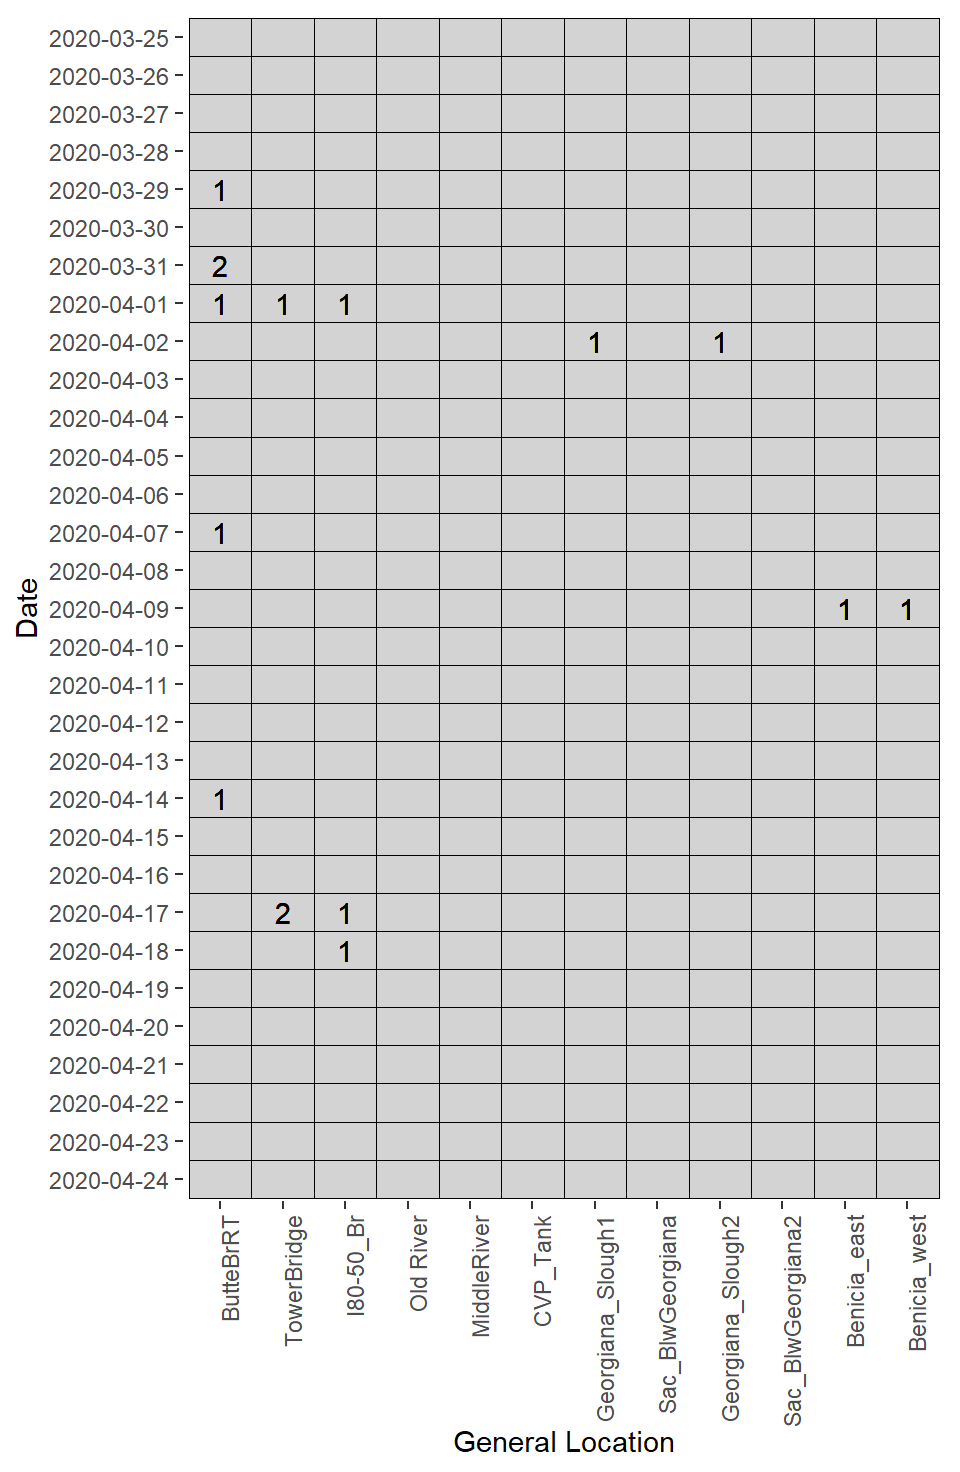 2020-03-25
2020-03-26
2020-03-27
2020-03-28
2020-03-29 1
2020-03-30
2020-03-31 2
2020-04-01 1 1 1
2020-04-02 1 1
2020-04-03
2020-04-04
2020-04-05
2020-04-06
2020-04-07 1
2020-04-08
2020-04-09 1 1
2020-04-10
2020-04-11
2020-04-12
2020-04-13
2020-04-14 1
2020-04-15
2020-04-16
2020-04-17 2 1
2020-04-18 1
2020-04-19
2020-04-20
2020-04-21
2020-04-22
2020-04-23
2020-04-24
Date
ButteBrRT
TowerBridge
I80-50_Br
Old River
MiddleRiver
CVP_Tank
Georgiana_Slough1
Sac_BlwGeorgiana
Georgiana_Slough2
Sac_BlwGeorgiana2
Benicia_east
Benicia_west
General Location